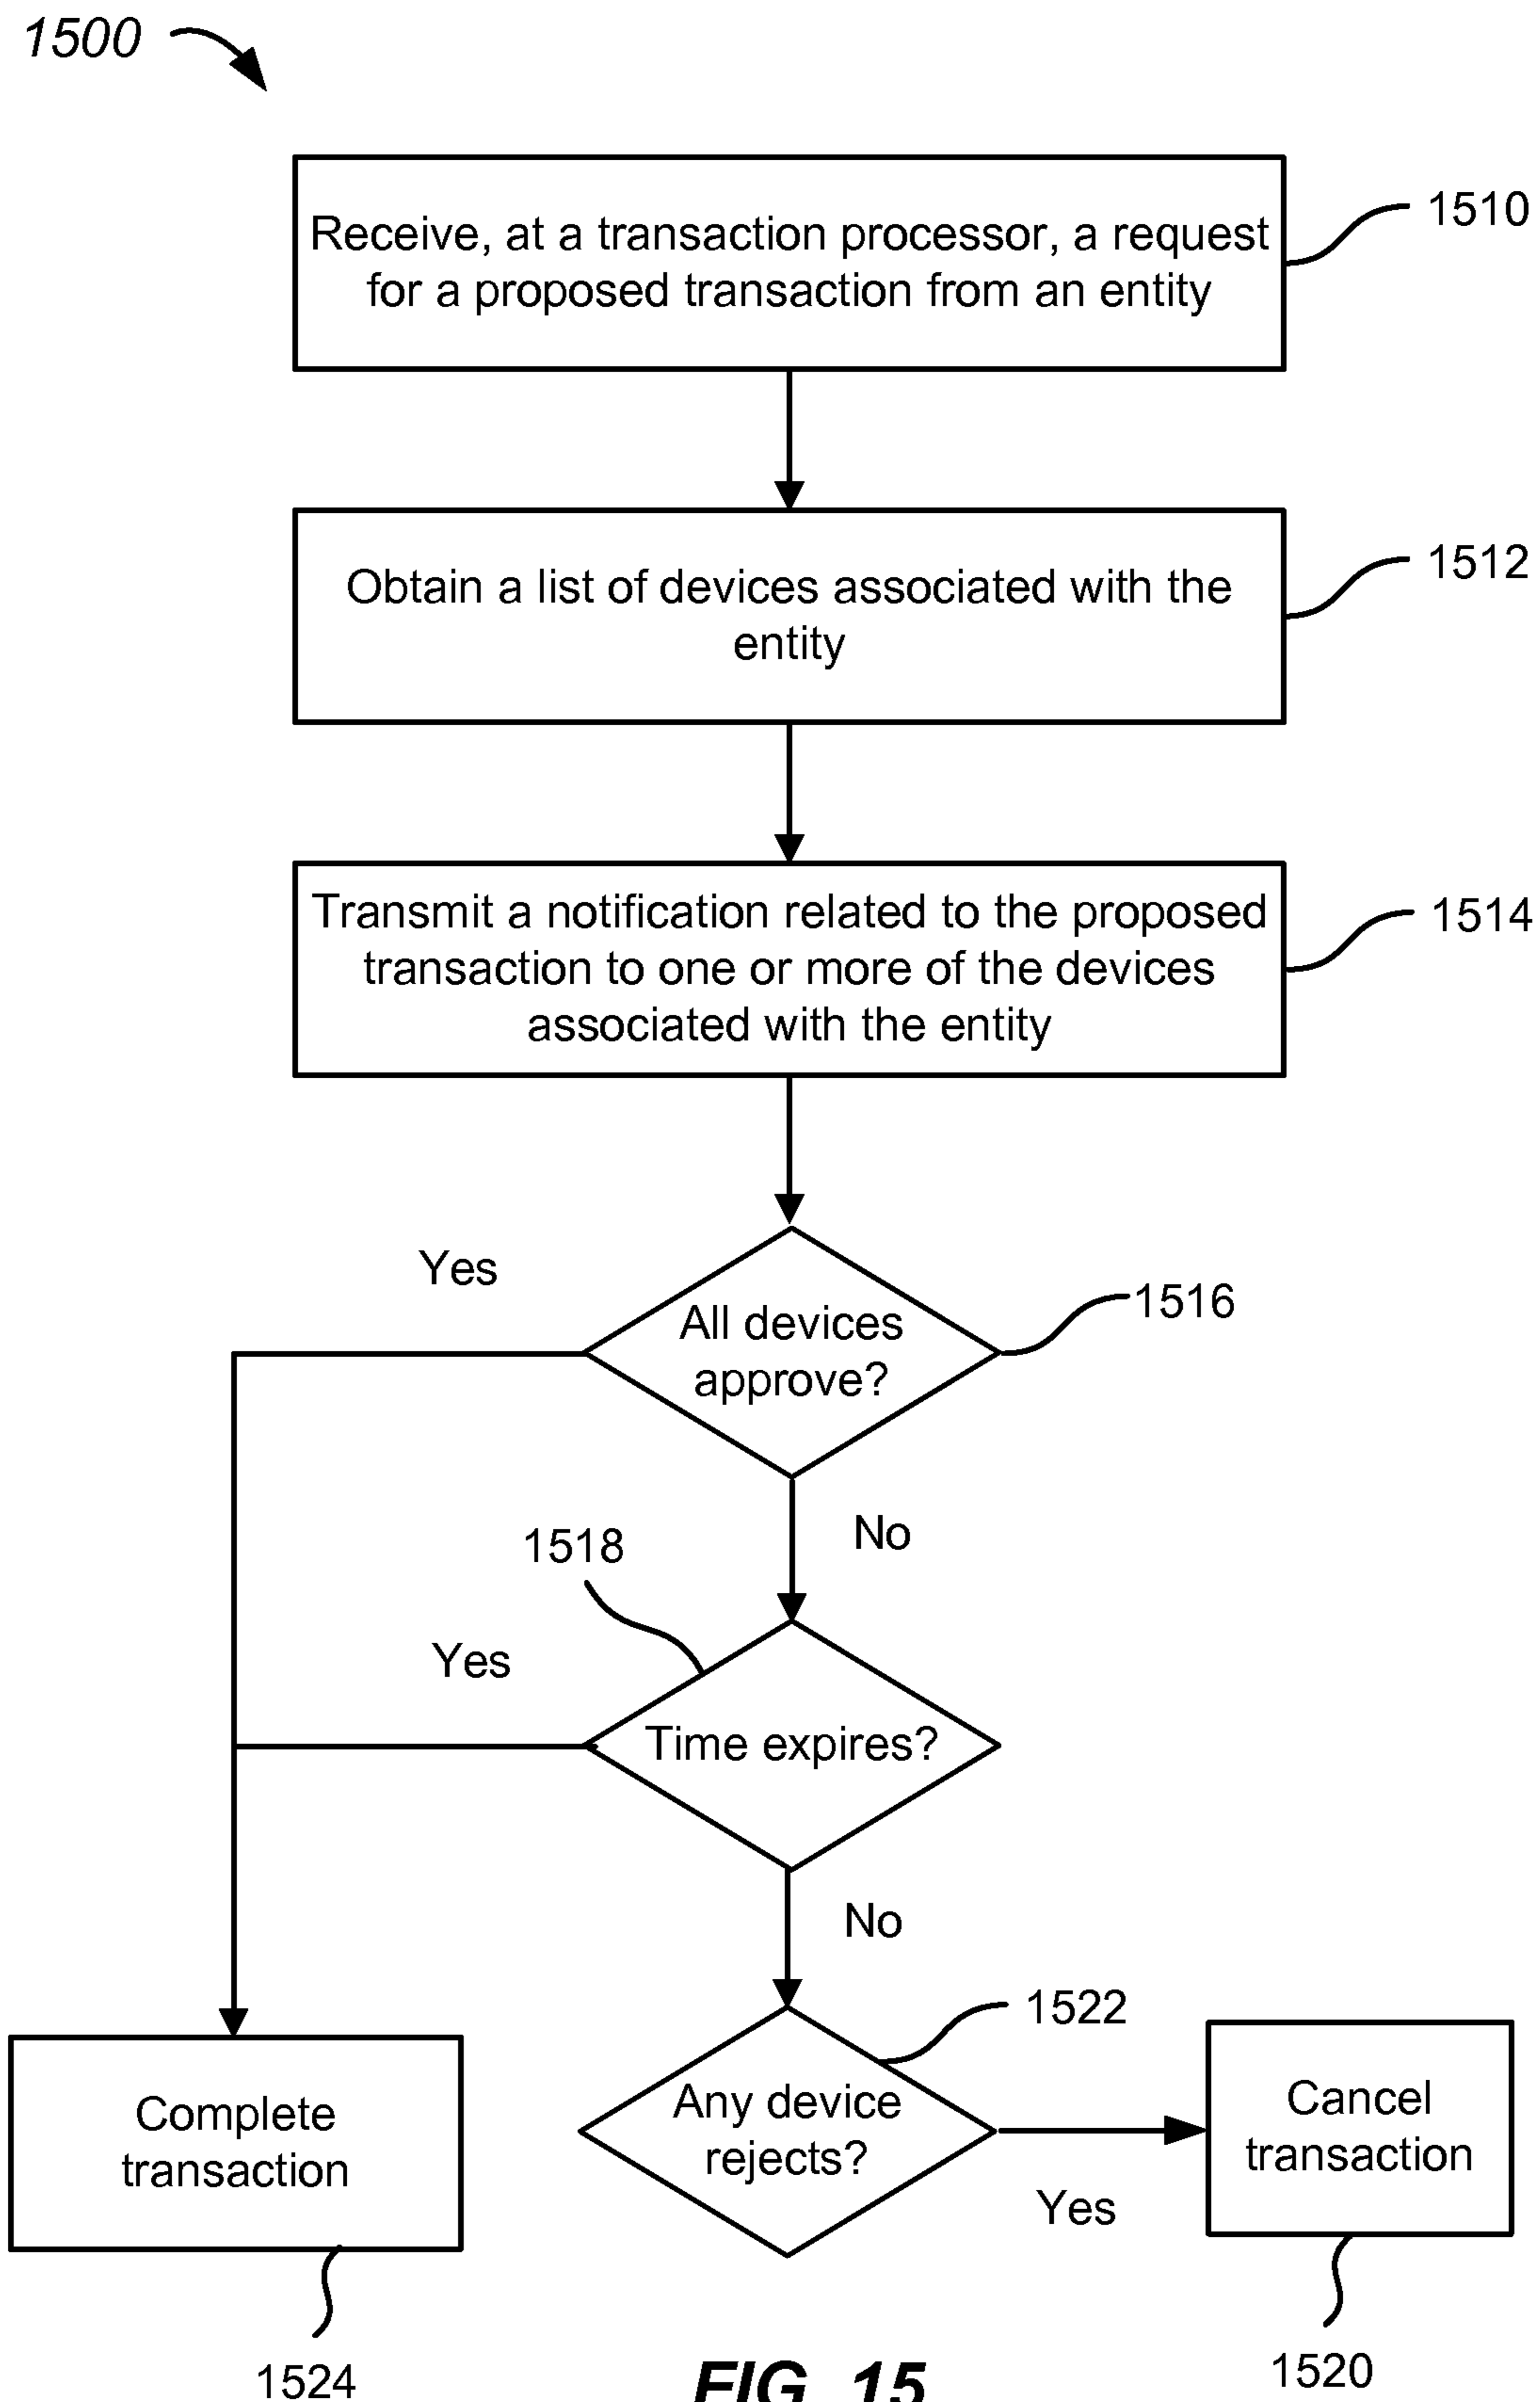 1500
Receive, at a transaction processor, a request
for a proposed transaction from an entity
1510
Obtain a list of devices associated with the
entity
1512
Transmit a notification related to the proposed
transaction to one or more of the devices
associated with the entity
1514
Yes
All devices
approve?
1516
No
1518
Yes
Time expires?
No
1522
Any device
rejects?
Yes
Cancel
transaction
1520
Complete
transaction
1524
FIG. 15